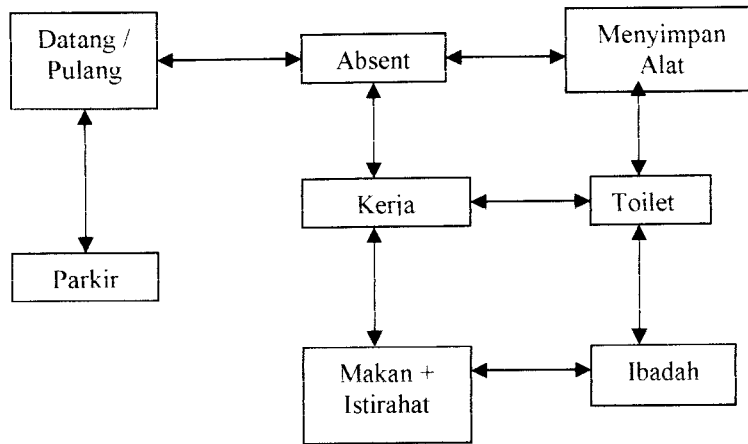 Datang /
Pulang
Absent
Menyimpan
Alat
Kerja
Toilet
Parkir
Makan +
Istirahat
Ibadah